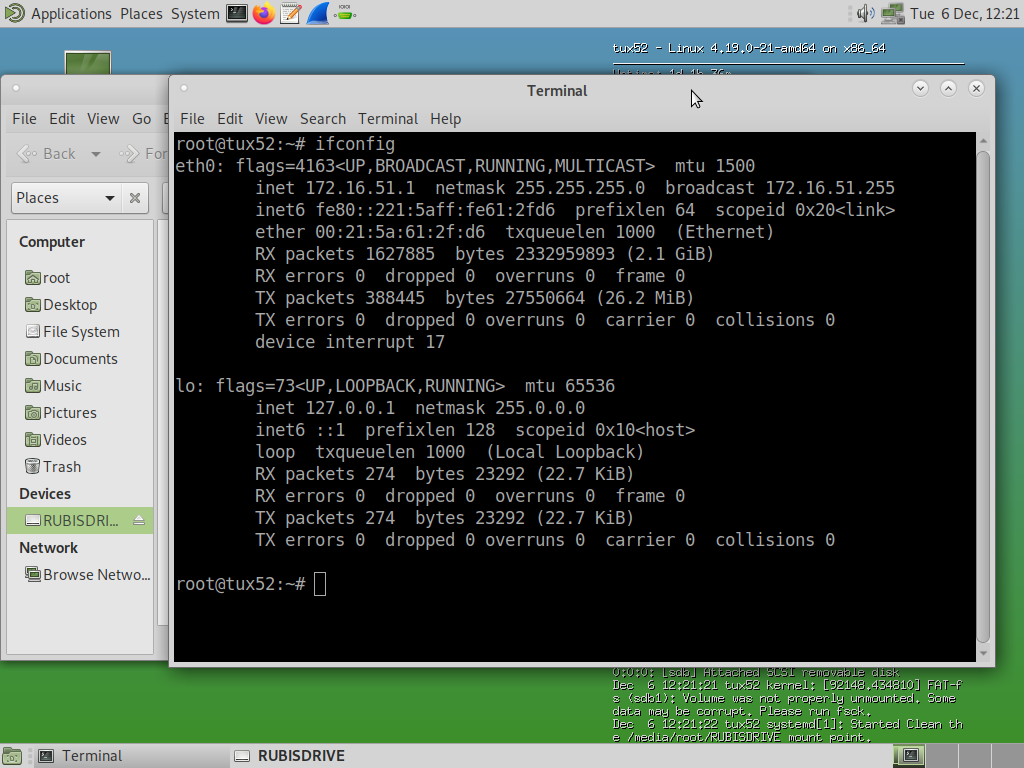 Applications Places System
Tue 6 Dec, 12:21
tux52 - Linux 4.19.0-21-amd64 on x86_64
Terminal
File Edit View Go
File Edit View Search Terminal Help
Back
Places
Computer
root
Desktop
File System
Documents
Music
Pictures
Videos
Trash
Devices
RUBISDRI...
Network
Browse Netwo...
root@tux52:~# ifconfig
eth0: flags=4163<UP,BROADCAST,RUNNING,MULTICAST>  mtu 1500
        inet 172.16.51.1  netmask 255.255.255.0  broadcast 172.16.51.255
        inet6 fe80::221:5aff:fe61:2fd6  prefixlen 64  scopeid 0x20<link>
        ether 00:21:5a:61:2f:d6  txqueuelen 1000  (Ethernet)
        RX packets 1627885  bytes 2332959893 (2.1 GiB)
        RX errors 0  dropped 0  overruns 0  frame 0
        TX packets 388445  bytes 27550664 (26.2 MiB)
        TX errors 0  dropped 0 overruns 0  carrier 0  collisions 0
        device interrupt 17
lo: flags=73<UP,LOOPBACK,RUNNING>  mtu 65536
        inet 127.0.0.1  netmask 255.0.0.0
        inet6 ::1  prefixlen 128  scopeid 0x10<host>
        loop  txqueuelen 1000  (Local Loopback)
        RX packets 274  bytes 23292 (22.7 KiB)
        RX errors 0  dropped 0  overruns 0  frame 0
        TX packets 274  bytes 23292 (22.7 KiB)
        TX errors 0  dropped 0 overruns 0  carrier 0  collisions 0
root@tux52:~#
0:0:0: [sdb] Attached SCSI removable disk
Dec  6 12:21:21 tux52 kernel: [92148.434810] FAT-f
s (sdb1): Volume was not properly unmounted. Some
data may be corrupt. Please run fsck.
Dec  6 12:21:22 tux52 systemd[1]: Started Clean th
e /media/root/RUBISDRIVE mount point.
Terminal
RUBISDRIVE